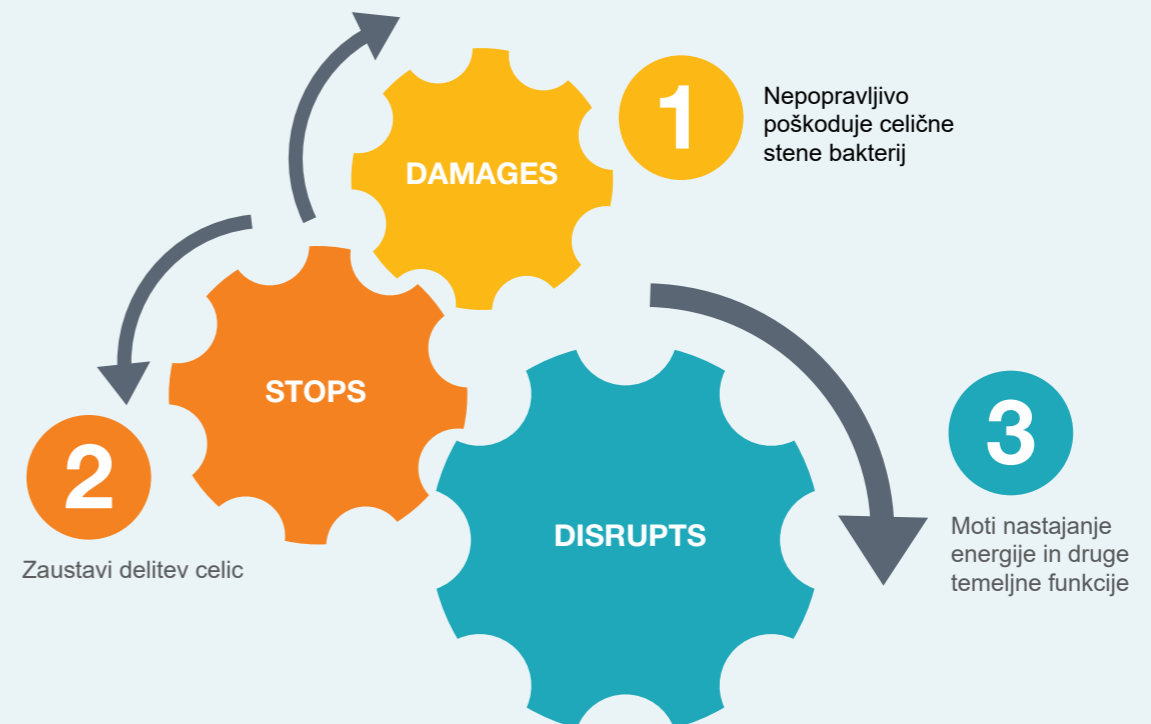 DAMAGES
1
Nepopravljivo
poškoduje celične
stene bakterij
STOPS
2
Zaustavi delitev celic
DISRUPTS
3
Moti nastajanje
energije in druge
temeljne funkcije